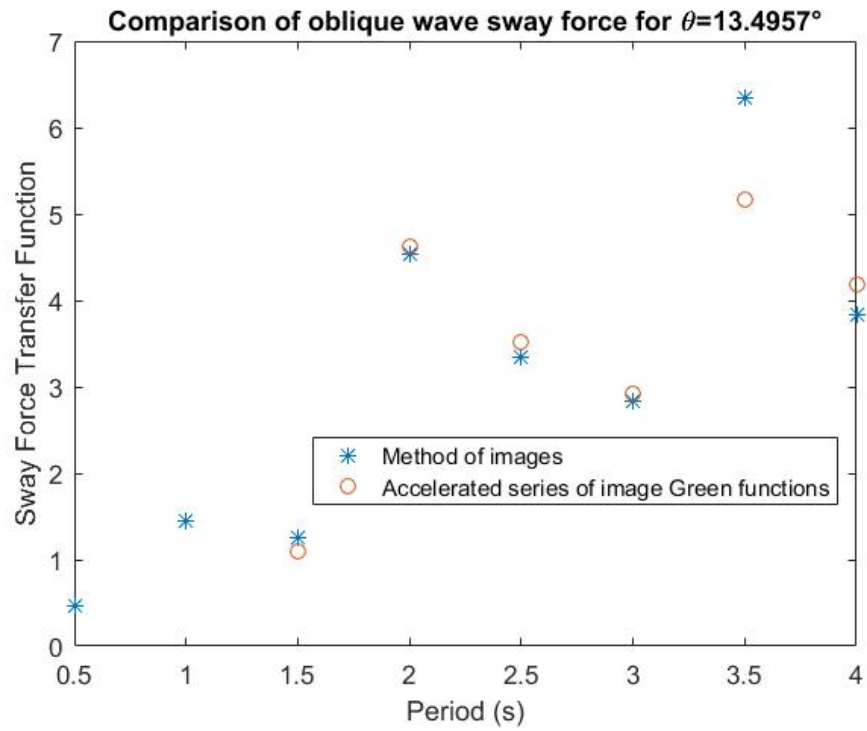 Comparison of oblique wave sway force for θ=13.4957°
Sway Force Transfer Function
7
6
5
4
3
2
1
0
Method of images
Accelerated series of image Green functions
0.5 1 1.5 2 2.5 3 3.5 4
Period (s)